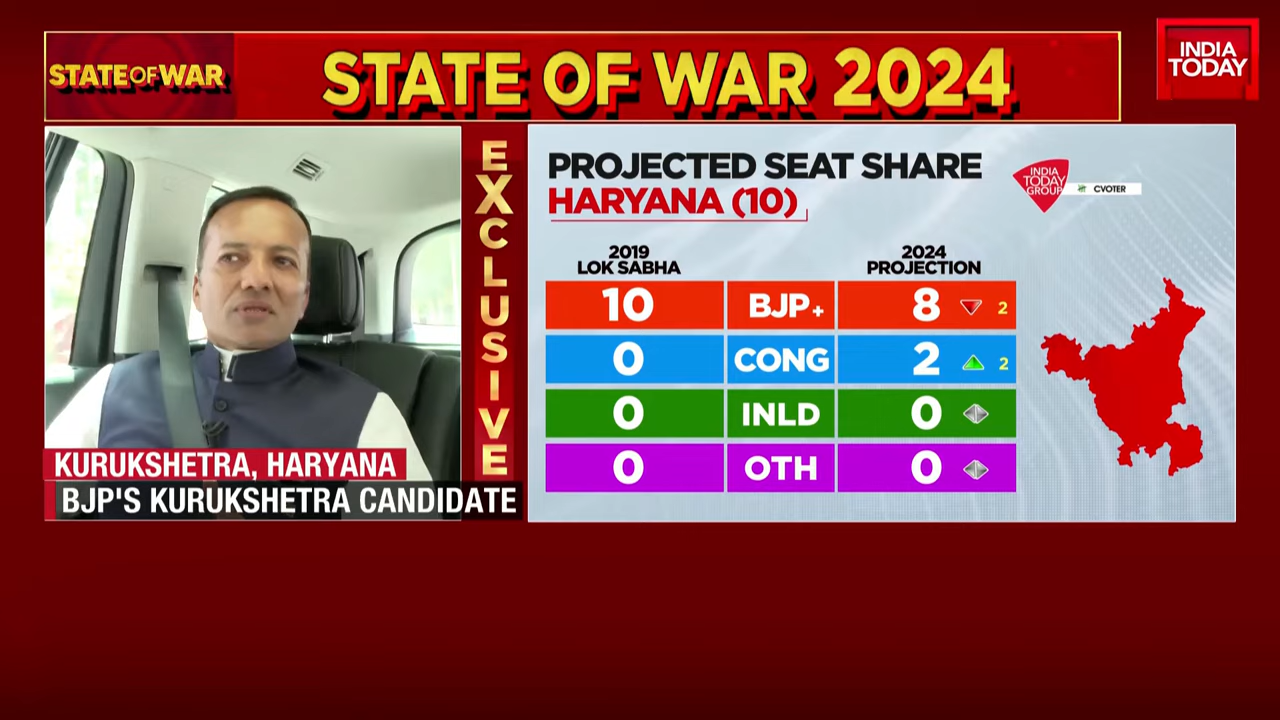 STATE OF WAR
STATE OF WAR 2024
INDIA
TODAY
EXCLUSIVE
KURUKSHETRA, HARYANA
BJP'S KURUKSHETRA CANDIDATE
PROJECTED SEAT SHARE
HARYANA (10)
INDIA
TODAY
GROUP
CVOTER
2019
LOK SABHA
2024
PROJECTION
10 BJP+ 8 2
0 CONG 2 2
0 INLD 0
0 OTH 0